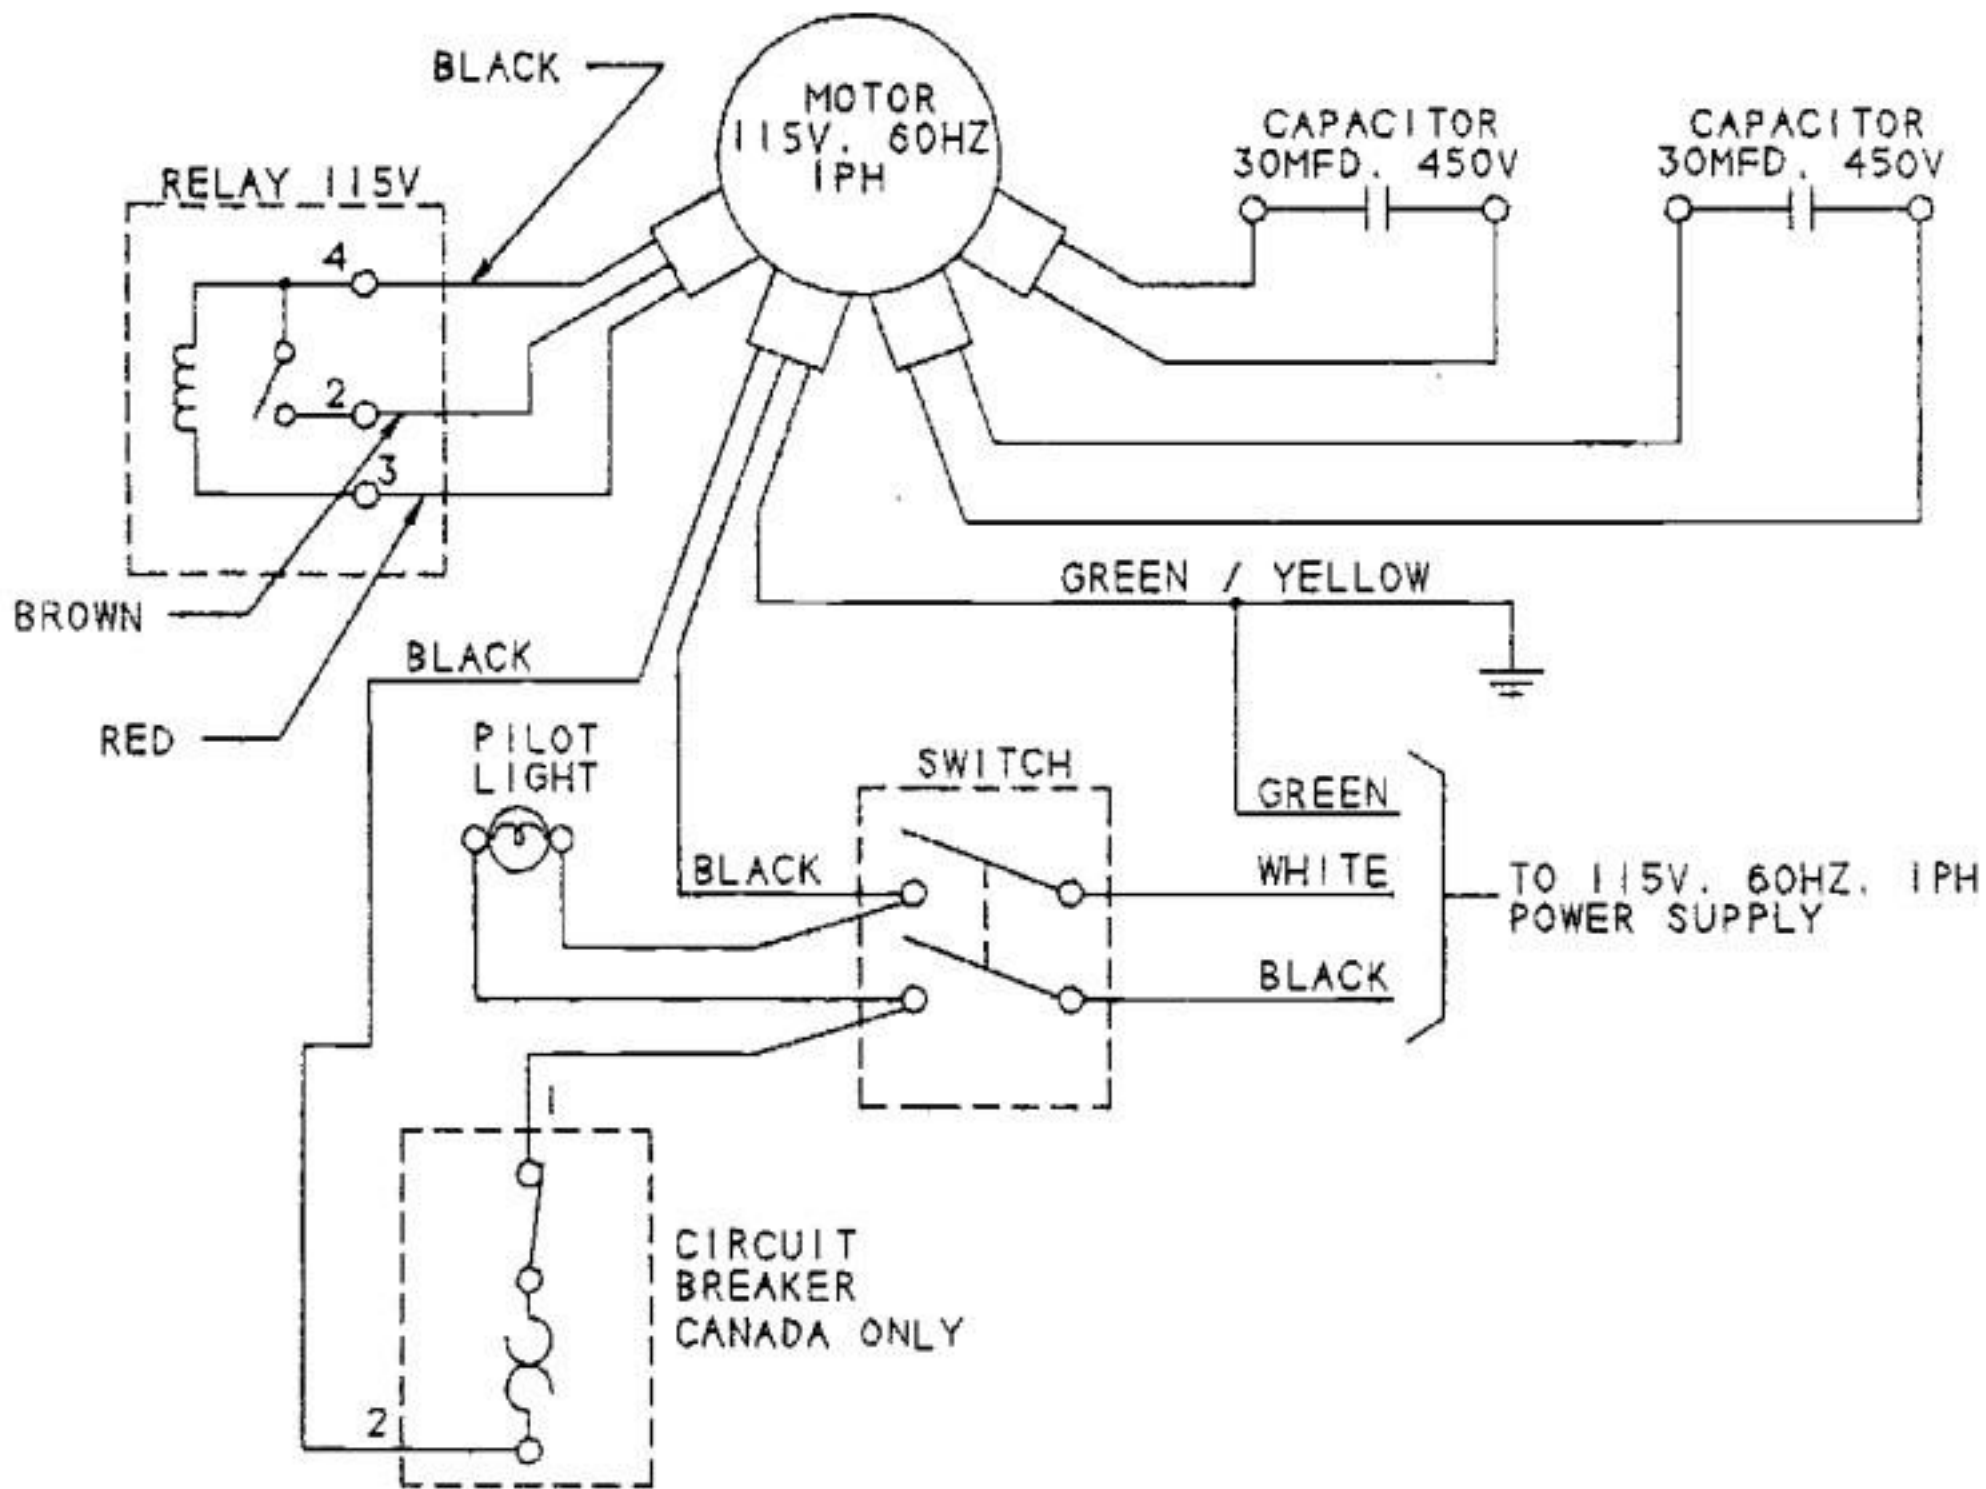 BLACK
MOTOR
115V. 60HZ
1PH
CAPACITOR
30MFD. 450V
CAPACITOR
30MFD. 450V
RELAY 115V
4
2
3
BROWN
RED
GREEN / YELLOW
BLACK
PILOT
LIGHT
SWITCH
GREEN
BLACK
WHITE
TO 115V. 60HZ. 1PH
POWER SUPPLY
BLACK
1
CIRCUIT
BREAKER
CANADA ONLY
2